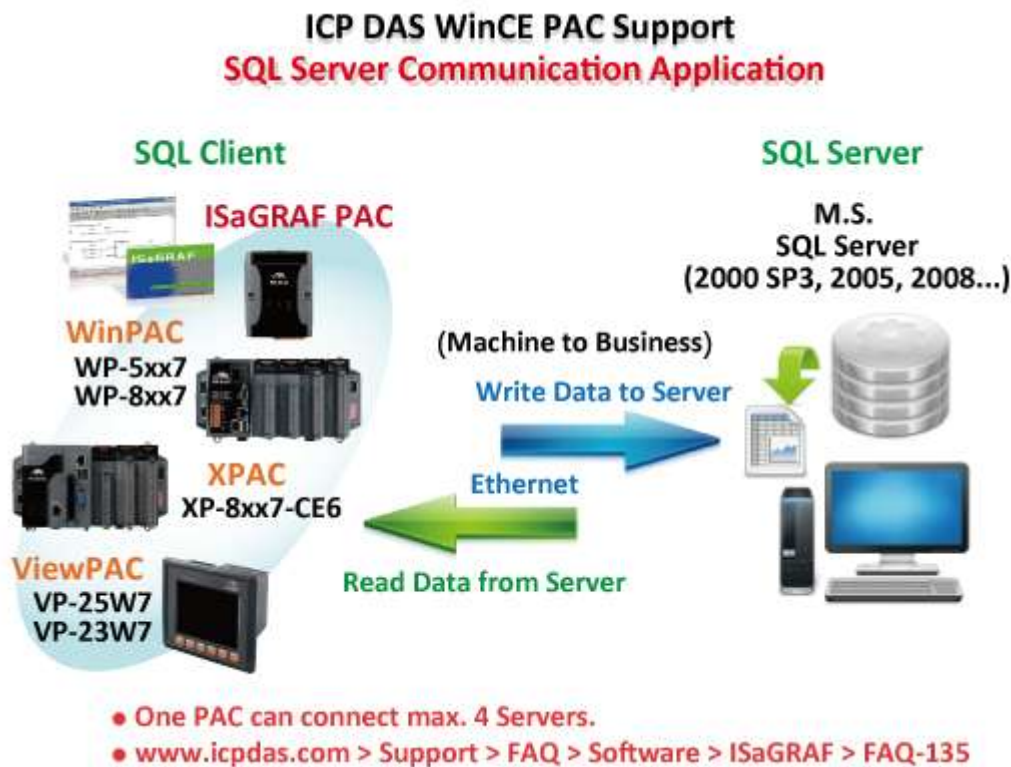 ICP DAS WinCE PAC Support
SQL Server Communication Application
SQL Client
ISaGRAF PAC
ISaGRAF
WinPAC
WP-5xx7
WP-8xx7
XPAC
XP-8xx7-CE6
ViewPAC
VP-25W7
VP-23W7
(Machine to Business)
Write Data to Server
Ethernet
Read Data from Server
SQL Server
M.S.
SQL Server
(2000 SP3, 2005, 2008...)
• One PAC can connect max. 4 Servers.
• www.icpdas.com > Support > FAQ > Software > ISaGRAF > FAQ-135